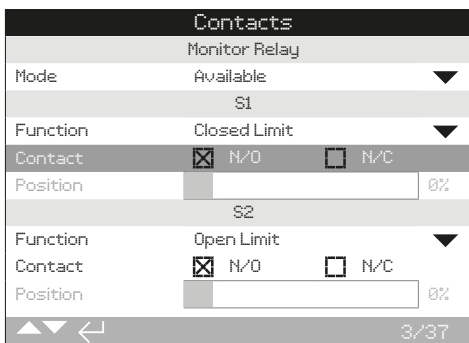 Contacts
Monitor Relay
Mode Available
S1
Function Closed Limit
Contact N/O N/C
Position 0%
S2
Function Open Limit
Contact N/O N/C
Position 0%
3/37